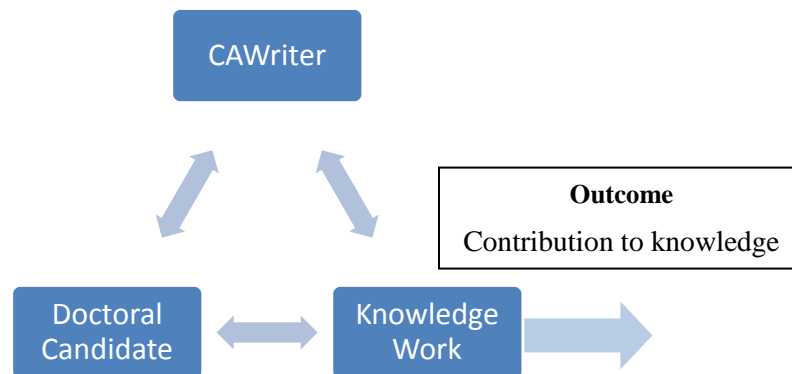 CAWriter
Outcome
Contribution to knowledge
Doctoral
Candidate
Knowledge
Work